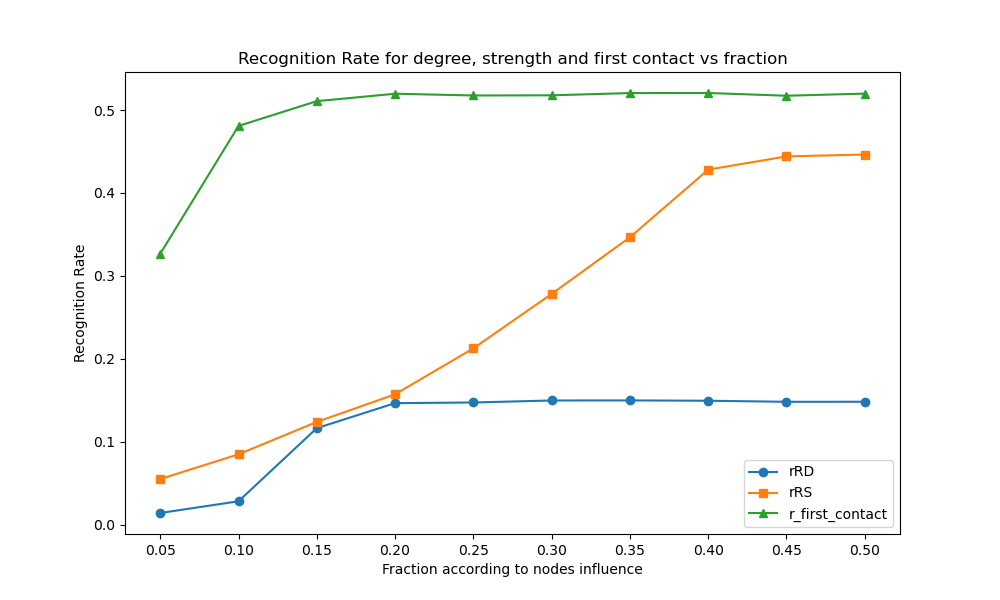 Recognition Rate for degree, strength and first contact vs fraction
Recognition Rate
0.5
0.4
0.3
0.2
0.1
0.0
rRD
rRS
r_first_contact
0.05 0.10 0.15 0.20 0.25 0.30 0.35 0.40 0.45 0.50
Fraction according to nodes influence